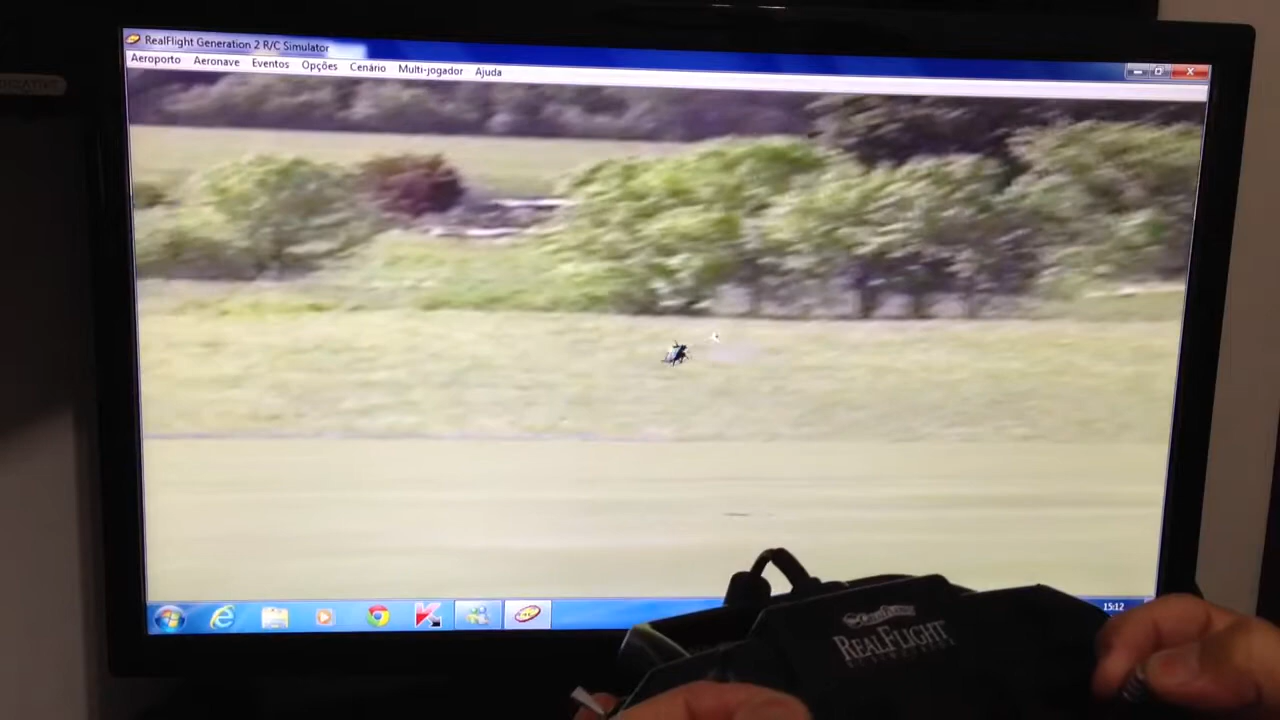 RealFlight Generation 2 R/C Simulator
Aeroporto Aeronave Eventos Opções Cenário Multi-jogador Ajuda
15:12
REALFLIGHT